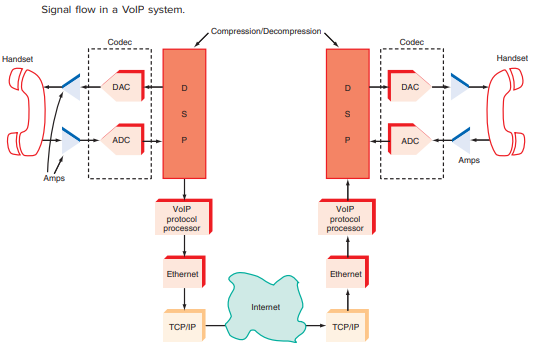 Signal flow in a VoIP system.
Compression/Decompression
Codec
Codec
Handset
Handset
DAC
DAC
D
S
P
D
S
P
ADC
ADC
Amps
Amps
VoIP
protocol
processor
VoIP
protocol
processor
Ethernet
Ethernet
Internet
TCP/IP
TCP/IP